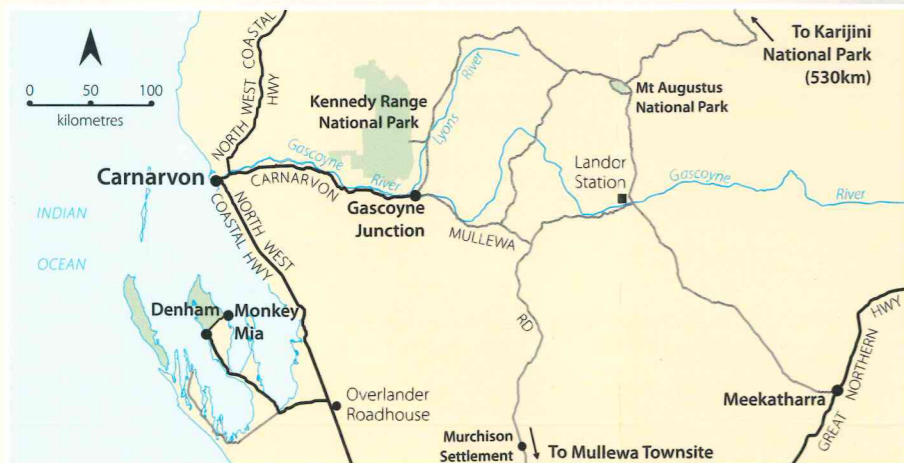 To Karijini
National Park
(530km)
0 50 100
kilometres
NORTH WEST COASTAL
HWY
Kennedy Range
National Park
Lyons
River
Mt Augustus
National Park
Carnarvon
CARNARVON
Gascoyne
River
Gascoyne
Junction
MULLEWA
RD
Landor
Station
Gascoyne
River
INDIAN
OCEAN
NORTH WEST
COASTAL HWY
Denham
Monkey
Mia
Overlander
Roadhouse
Meekatharra
GREAT NORTHERN
HWY
Murchison
Settlement
To Mullewa Townsite